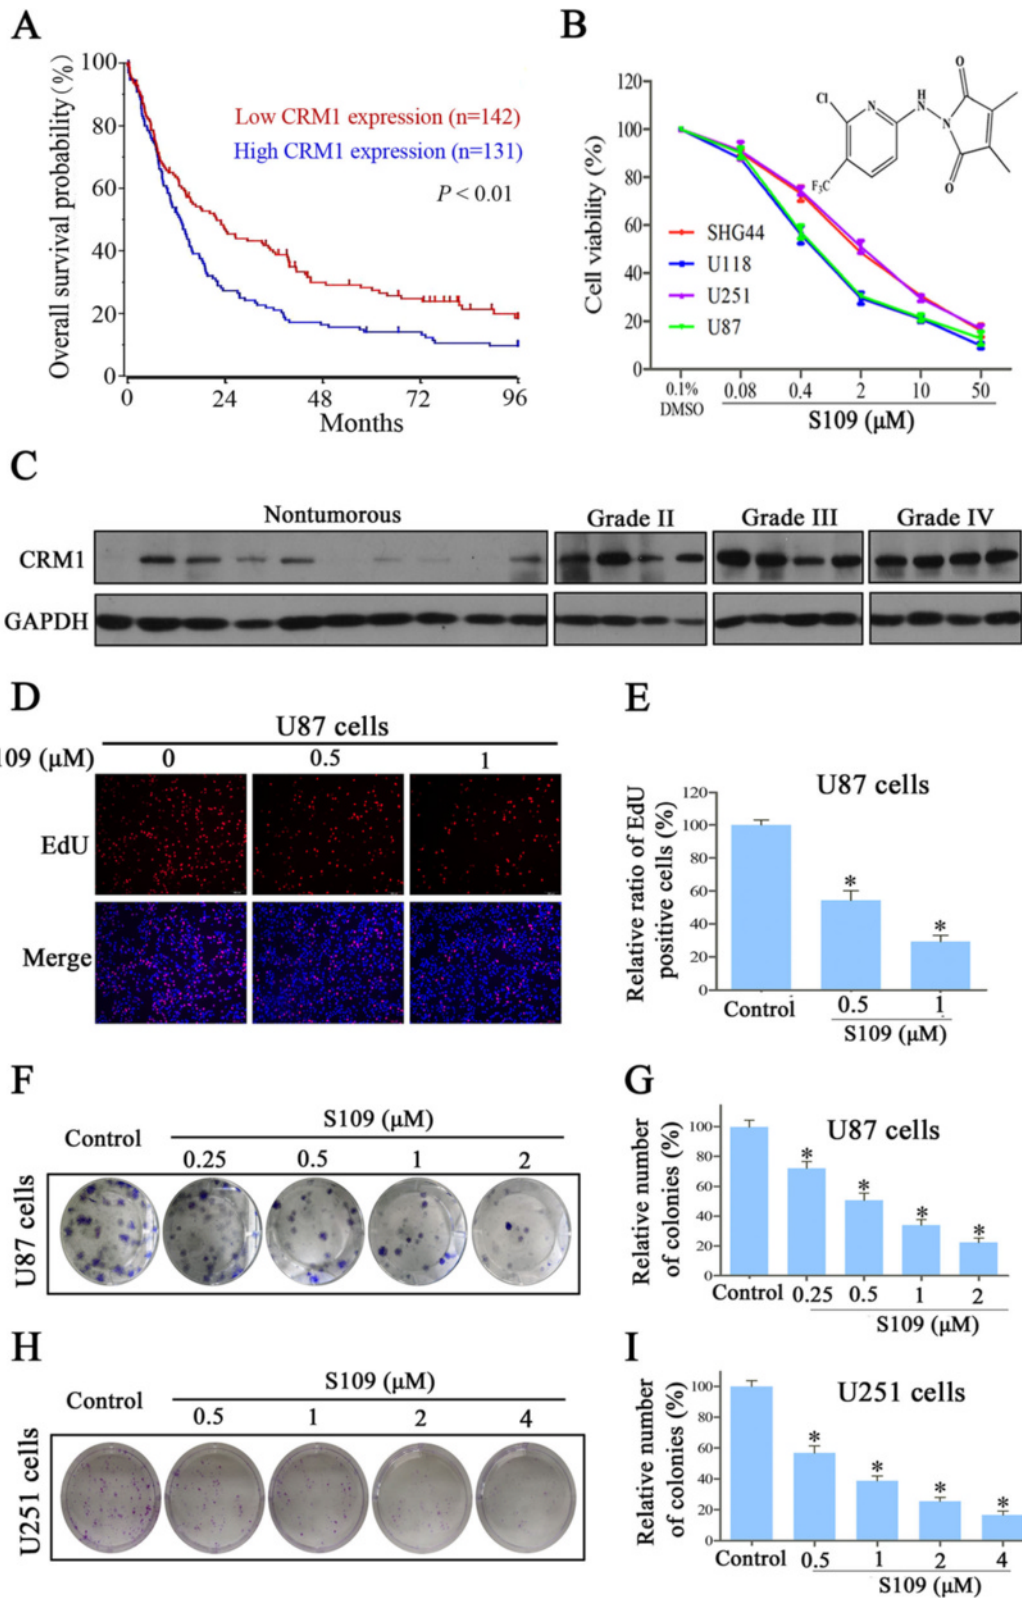 A
Overall survival probability (%)
100
80
60
40
20
0
Low CRM1 expression (n=142)
High CRM1 expression (n=131)
P < 0.01
0 24 48 72 96
Months
B
Cell viability (%)
120
100
80
60
40
20
0
SHG44
U118
U251
U87
Cl
N
H
N
N
O
O
F3C
0.1% DMSO 0.08 0.4 2 10 50
S109 (μM)
C
Nontumorous Grade II Grade III Grade IV
CRM1
GAPDH
D
U87 cells
109 (μM) 0 0.5 1
EdU
Merge
E
U87 cells
Relative ratio of EdU
positive cells (%)
120
100
80
60
40
20
0
* *
Control 0.5 1
S109 (μM)
F
S109 (μM)
Control 0.25 0.5 1 2
U87 cells
G
U87 cells
Relative number
of colonies (%)
100
80
60
40
20
0
* * * *
Control 0.25 0.5 1 2
S109 (μM)
H
S109 (μM)
Control 0.5 1 2 4
U251 cells
I
U251 cells
Relative number
of colonies (%)
100
80
60
40
20
0
* * * *
Control 0.5 1 2 4
S109 (μM)